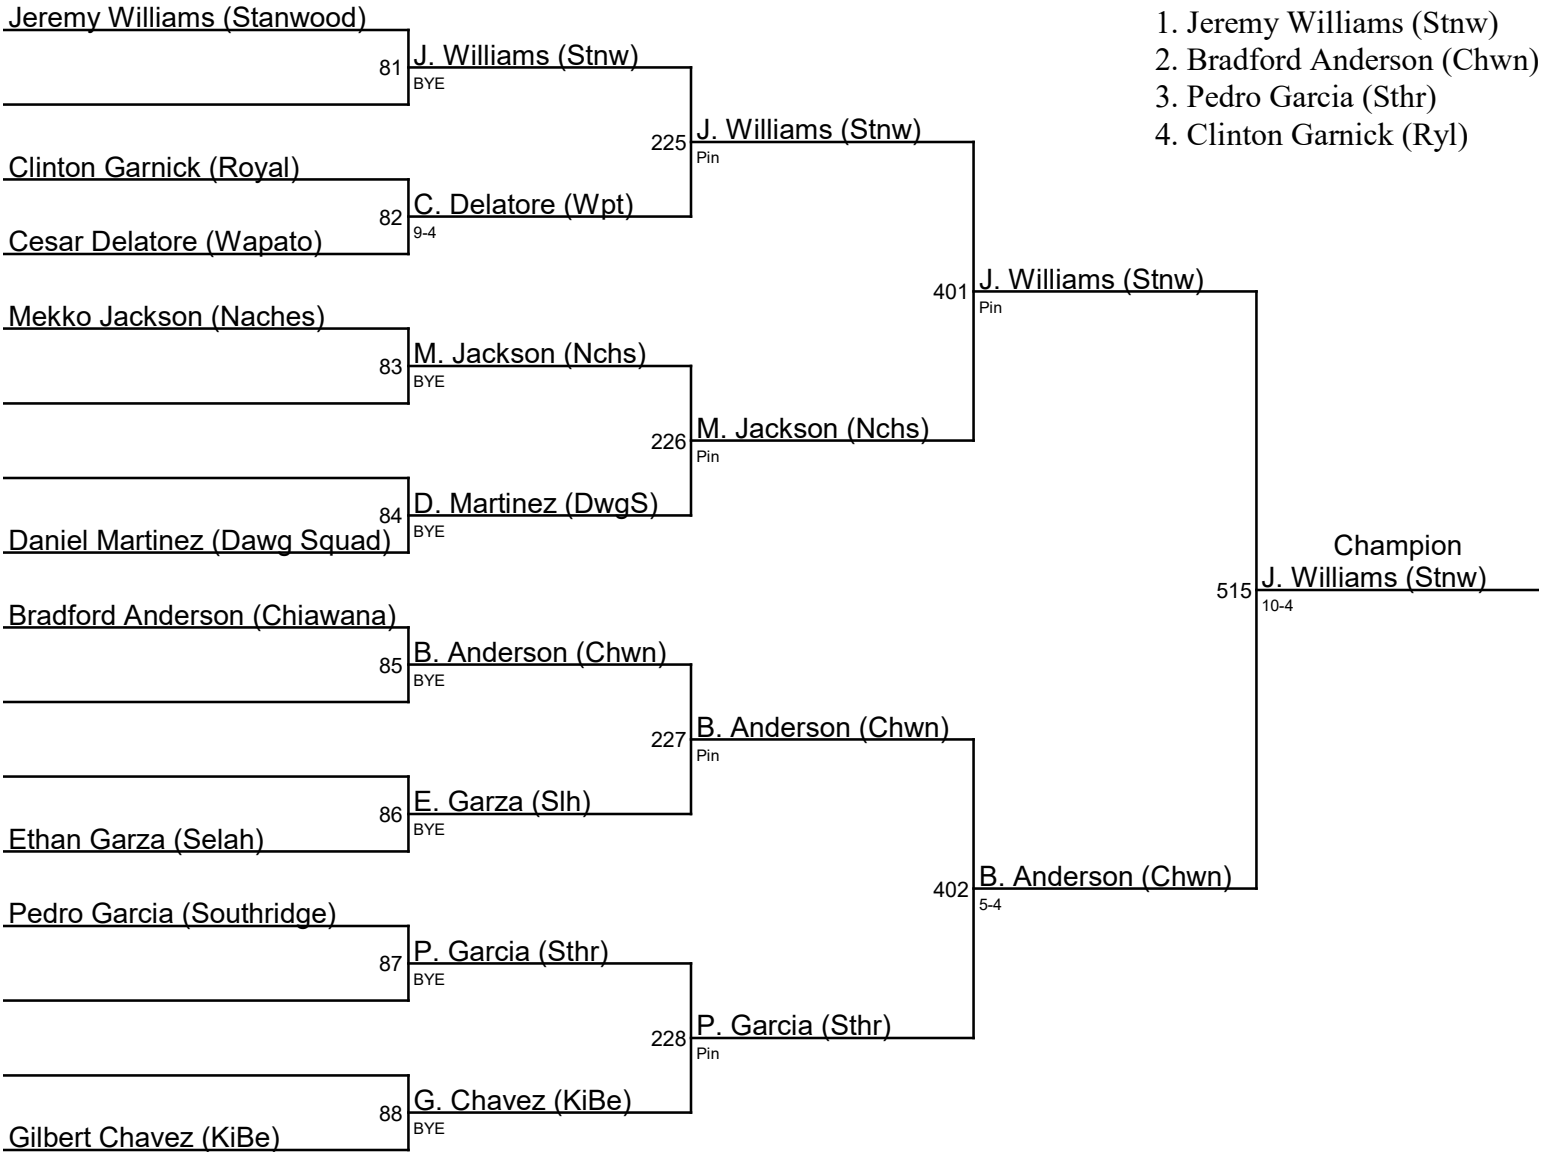 Jeremy Williams (Stanwood)
81
J. Williams (Stnw)
BYE
Clinton Garnick (Royal)
82
C. Delatore (Wpt)
9-4
Cesar Delatore (Wapato)
Mekko Jackson (Naches)
83
M. Jackson (Nchs)
BYE
84
D. Martinez (DwgS)
BYE
Daniel Martinez (Dawg Squad)
Bradford Anderson (Chiawana)
85
B. Anderson (Chwn)
BYE
86
E. Garza (Slh)
BYE
Ethan Garza (Selah)
Pedro Garcia (Southridge)
87
P. Garcia (Sthr)
BYE
88
G. Chavez (KiBe)
BYE
Gilbert Chavez (KiBe)
225
J. Williams (Stnw)
Pin
226
M. Jackson (Nchs)
Pin
227
B. Anderson (Chwn)
Pin
228
P. Garcia (Sthr)
Pin
401
J. Williams (Stnw)
Pin
402
B. Anderson (Chwn)
5-4
Champion
515
J. Williams (Stnw)
10-4
1. Jeremy Williams (Stnw)
2. Bradford Anderson (Chwn)
3. Pedro Garcia (Sthr)
4. Clinton Garnick (Ryl)